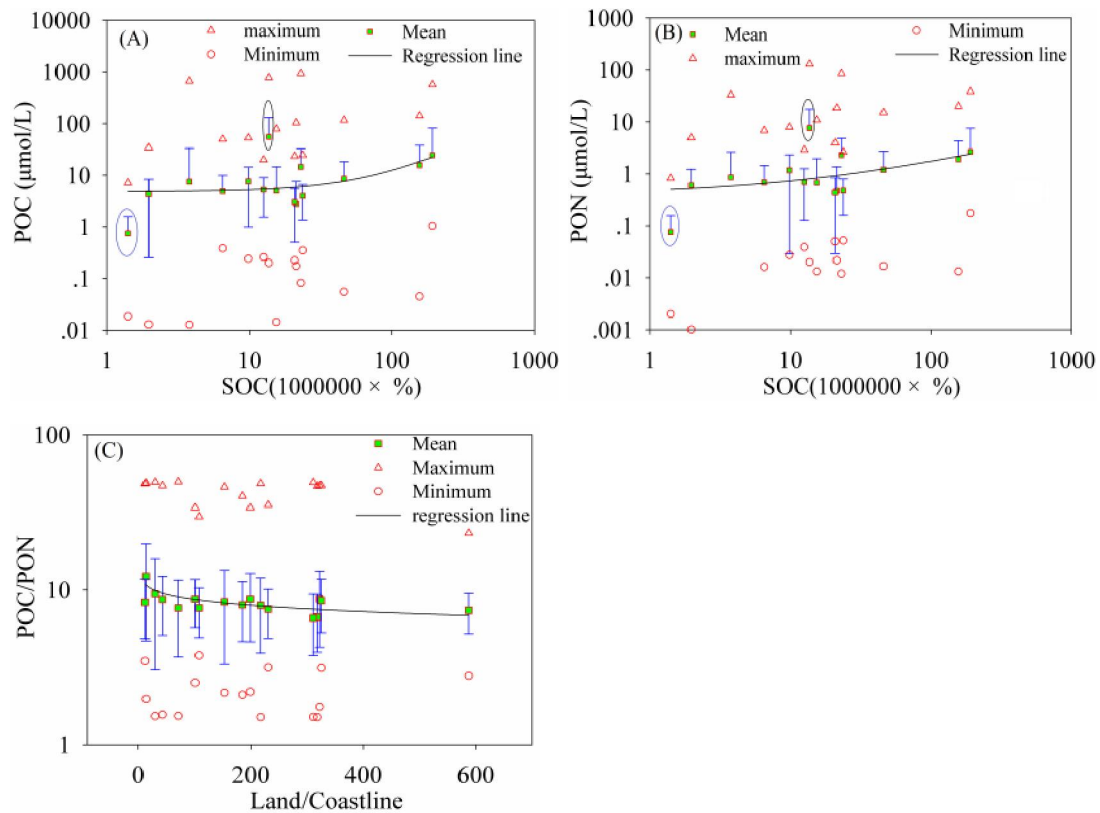 (A)
maximum
Minimum
Mean
Regression line
10000
1000
100
10
1
.1
.01
POC (μmol/L)
1 10 100 1000
SOC(1000000 × %)
(B)
Mean
maximum
Minimum
Regression line
1000
100
10
1
.1
.01
.001
PON (μmol/L)
1 10 100 1000
SOC(1000000 × %)
(C)
Mean
Maximum
Minimum
regression line
100
10
1
POC/PON
0 200 400 600
Land/Coastline